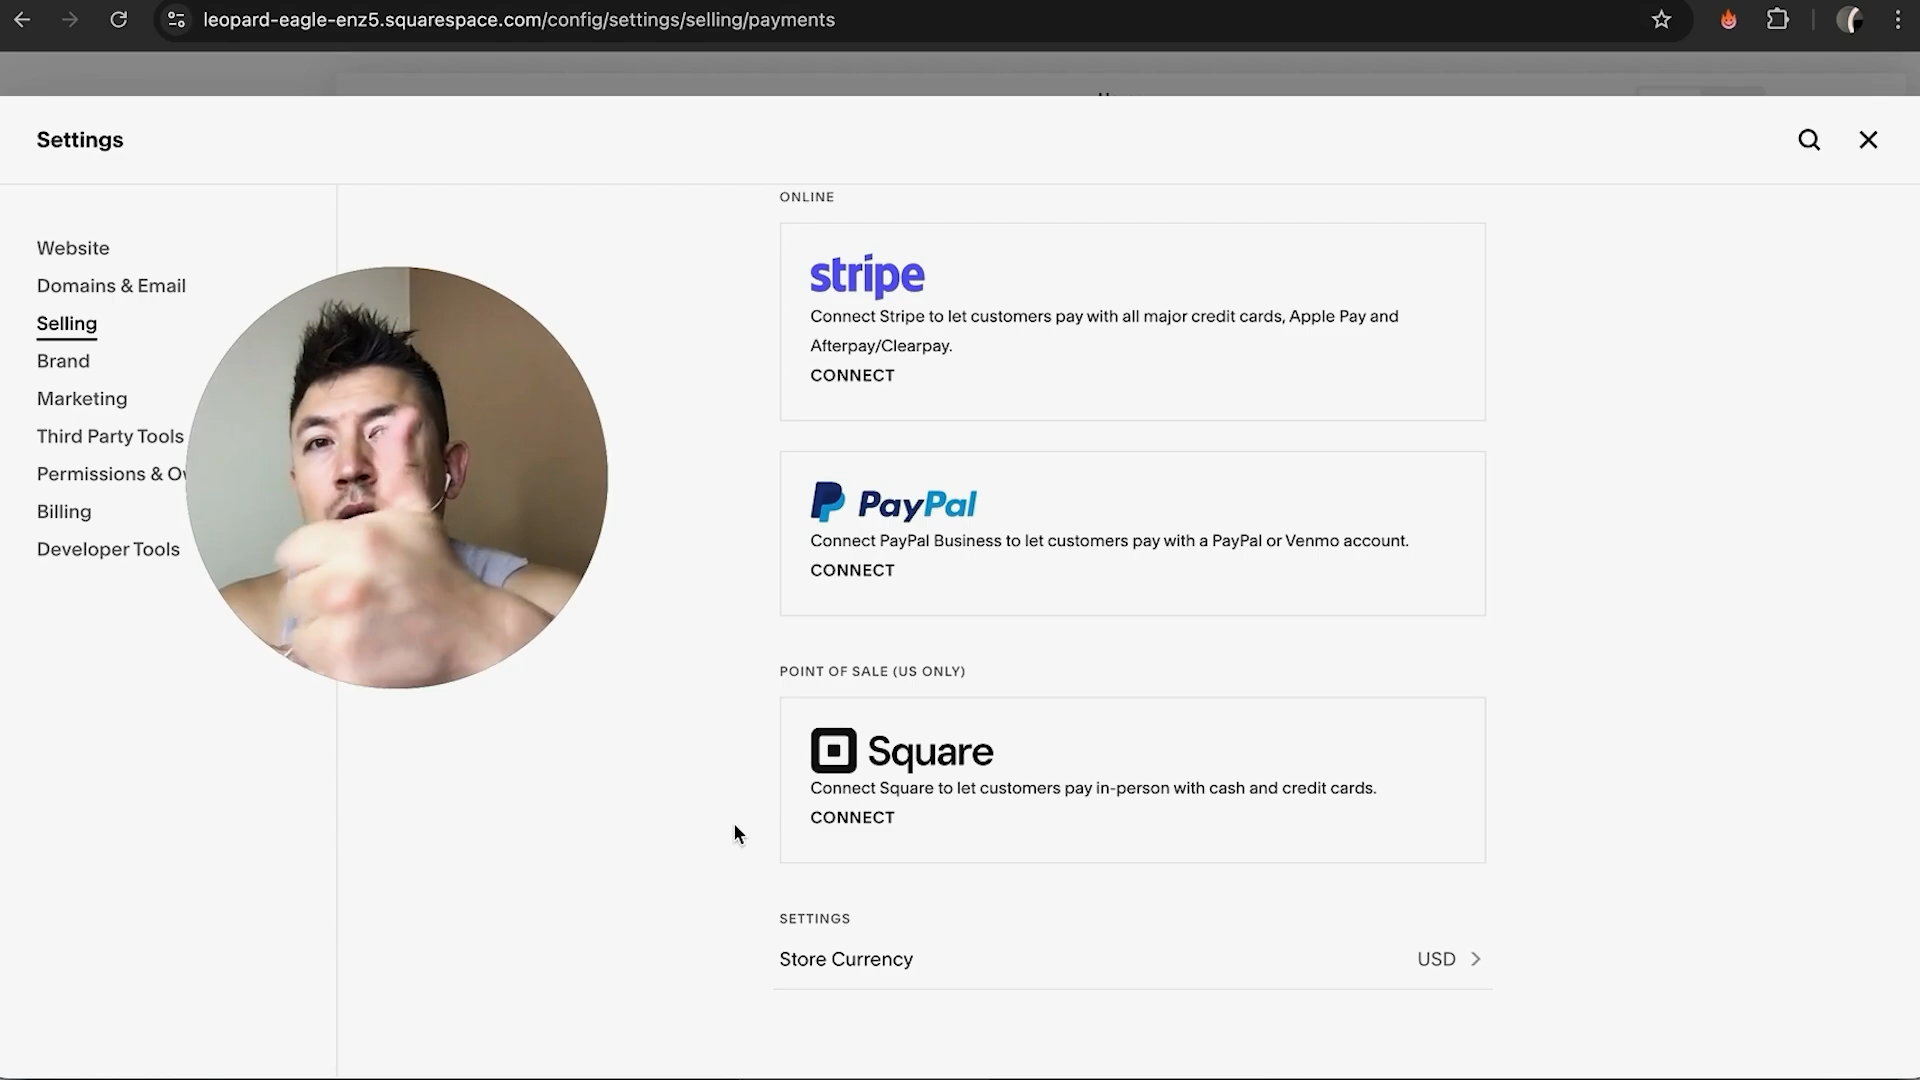 leopard-eagle-enz5.squarespace.com/config/settings/selling/payments
Settings
Website
Domains & Email
Selling
Brand
Marketing
Third Party Tools
Permissions &
Billing
Developer Tools
ONLINE
stripe
Connect Stripe to let customers pay with all major credit cards, Apple Pay and
Afterpay/Clearpay.
CONNECT
PayPal
Connect PayPal Business to let customers pay with a PayPal or Venmo account.
CONNECT
POINT OF SALE (US ONLY)
Square
Connect Square to let customers pay in-person with cash and credit cards.
CONNECT
SETTINGS
Store Currency USD